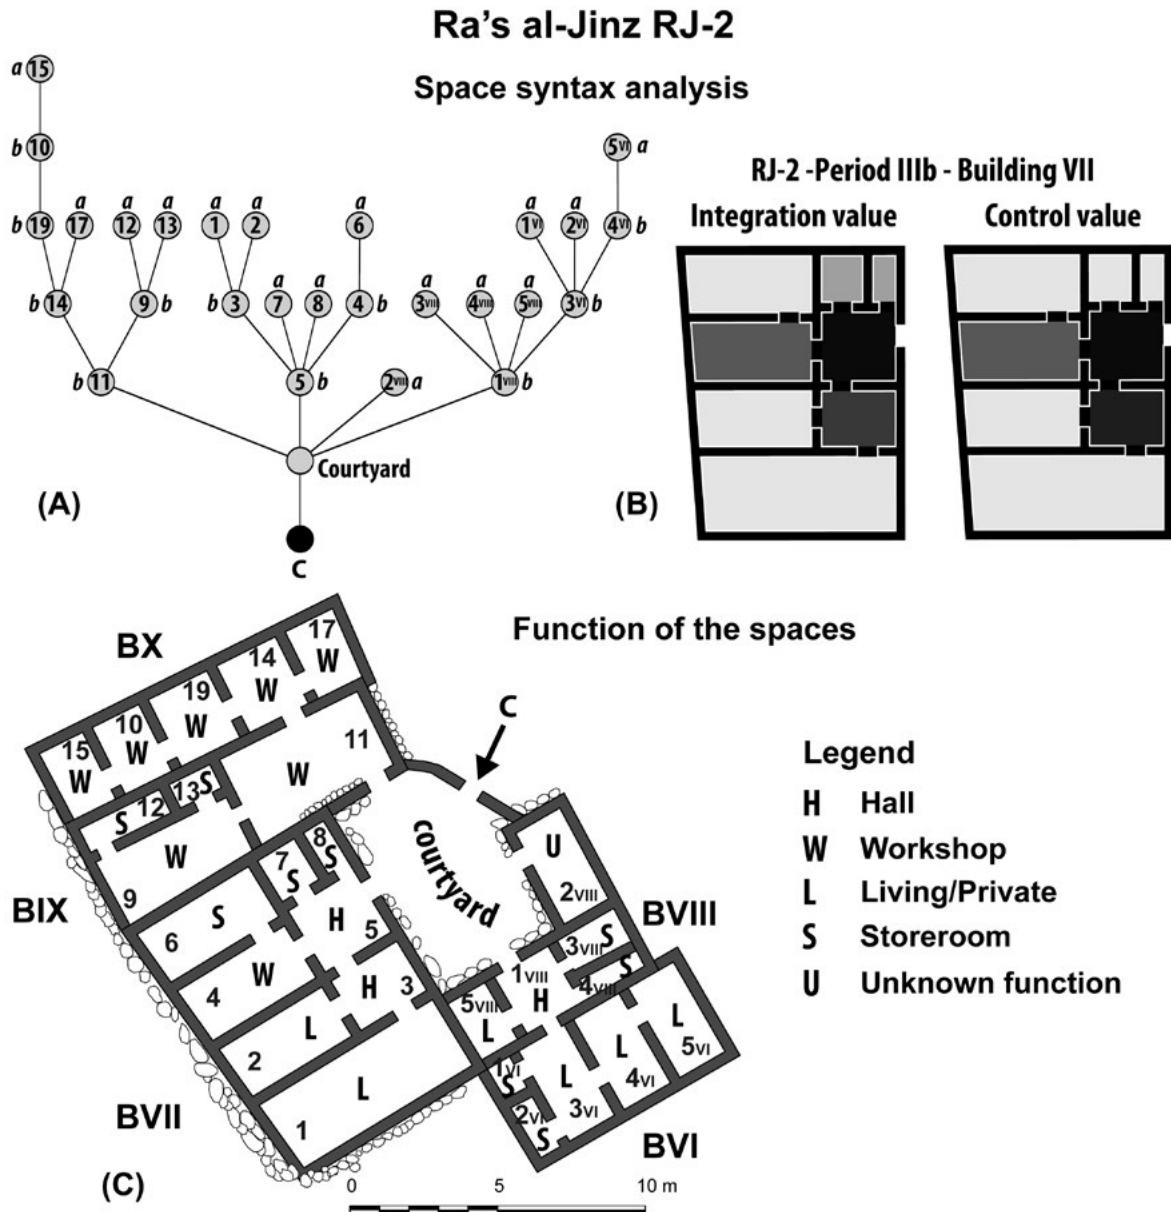 Ra's al-Jinz RJ-2
Space syntax analysis
a 15
b 10
5VI a
a a a a a a a a
b 19 17 12 13 1 2 6 1VI 2VI 4VI b
a a a a a
b 14 9 b b 3 7 8 4 b 3VIII 4VIII 5VIII 3VI b
b 11 5 b 2VIII a 1VIII b
Courtyard
(A)
C
RJ-2 -Period IIIb - Building VII
Integration value Control value
(B)
Function of the spaces
BX
17
W
14
W
19
W
10
W
15
W
11
W
C
13 S
12
S
W
9
BIX
8
S
7
S
6
S
H
5
4
W
H
3
2
L
1
L
BVII
courtyard
U
2VIII
BVIII
3VIII
S
4VIII
S
1VIII
H
5VIII
L
1VI
S
2VI
S
L
3VI
L
4VI
L
5VI
BVI
(C)
0 5 10 m
Legend
H Hall
W Workshop
L Living/Private
S Storeroom
U Unknown function